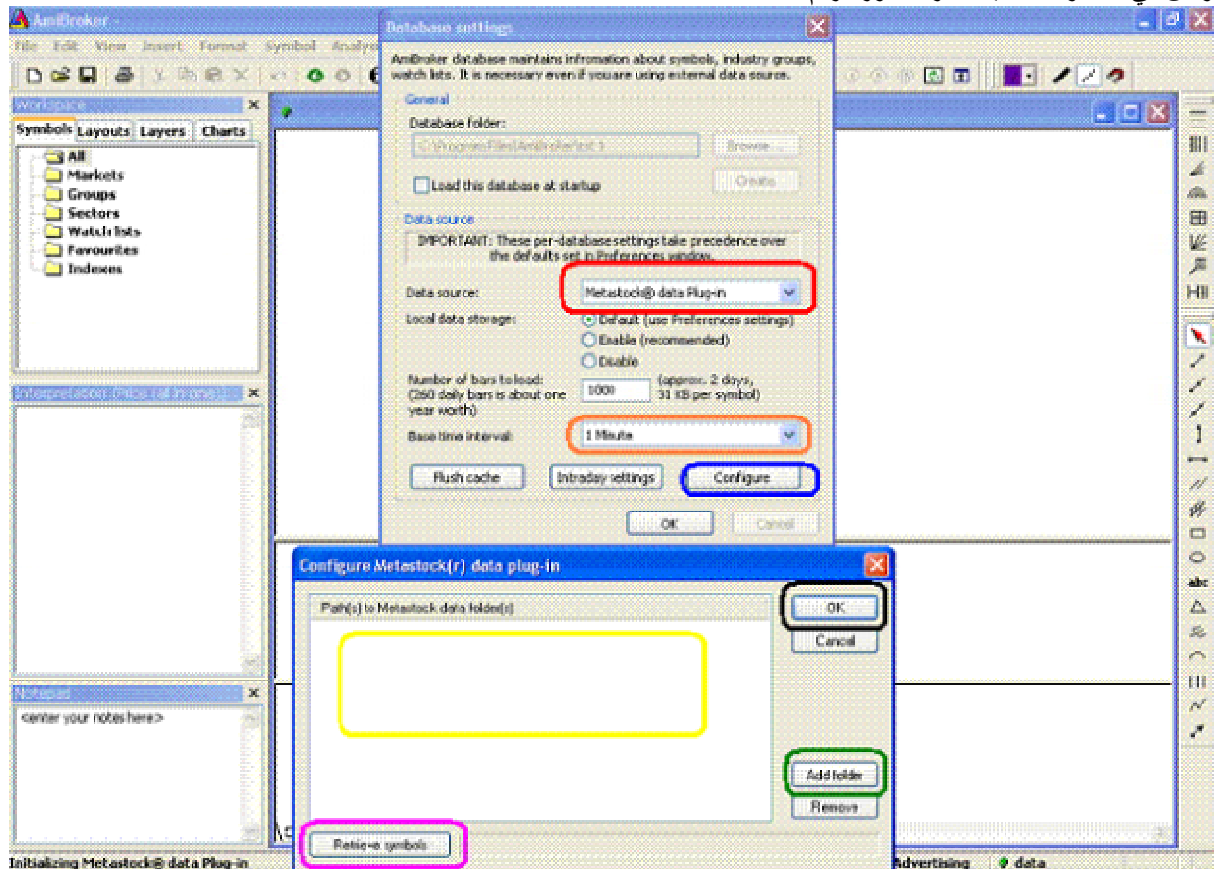 AmiBroker -
File Edit View Insert Format Symbol
Database settings
AmiBroker database maintains infromation about symbols, industry groups,
watch lists. It is necessary even if you are using external data source.
General
Database folder:
Browse...
Load this database at startup
Create
Data source
IMPORTANT: These per-database settings take precedence over
the defaults set in Preferences window.
Data source:
Metastock® data Plug-in
Local data storage:
Default (use Preferences settings)
Enable (recommended)
Disable
Number of bars to load:
(260 daily bars is about one
year worth)
1000
(approx. 2 days,
31 KB per symbol)
Base time interval:
1 Minute
Flush cache
Intraday settings
Configure
OK
Cancel
Workspace
Symbols Layouts Layers Charts
All
Markets
Groups
Sectors
Watch lists
Favourites
Indexes
abc
Notepad
<enter your notes here>
Configure Metastock(r) data plug-in
Path(s) to Metastock data folder(s)
OK
Cancel
Add folder
Remove
Retrieve symbols
Initializing Metastock® data Plug-in
Advertising
data